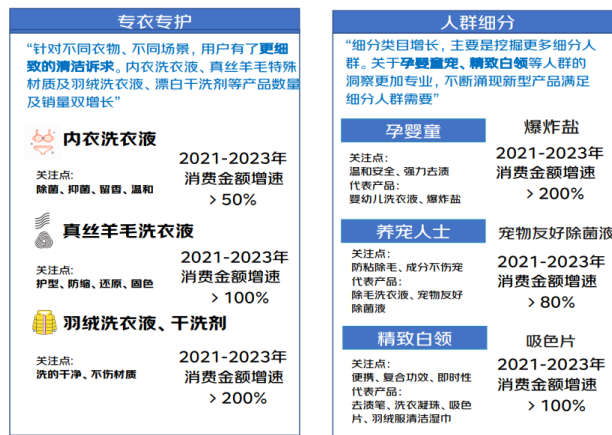 专衣专护
“针对不同衣物、不同场景，用户有了更细
致的清洁诉求。内衣洗衣液、真丝羊毛特殊
材质及羽绒洗衣液、漂白干洗剂等产品数量
及销量双增长”
内衣洗衣液
关注点：
除菌、抑菌、留香、温和
2021-2023年
消费金额增速
> 50%
真丝羊毛洗衣液
关注点：
护型、防缩、还原、固色
2021-2023年
消费金额增速
> 100%
羽绒洗衣液、干洗剂
关注点：
洗的干净、不伤材质
2021-2023年
消费金额增速
> 200%
人群细分
“细分类目增长，主要是挖掘更多细分人
群。关于孕婴童宠、精致白领等人群的
洞察更加专业，不断涌现新型产品满足
细分人群需要”
孕婴童
关注点：
温和安全、强力去渍
代表产品：
婴幼儿洗衣液、爆炸盐
爆炸盐
2021-2023年
消费金额增速
> 200%
养宠人士
关注点：
防粘除毛、成分不伤宠
代表产品：
除毛洗衣液、宠物友好
除菌液
宠物友好除菌液
2021-2023年
消费金额增速
> 80%
精致白领
关注点：
便携、复合功效、即时性
代表产品：
去渍笔、洗衣凝珠、吸色
片、羽绒服清洁湿巾
吸色片
2021-2023年
消费金额增速
> 100%